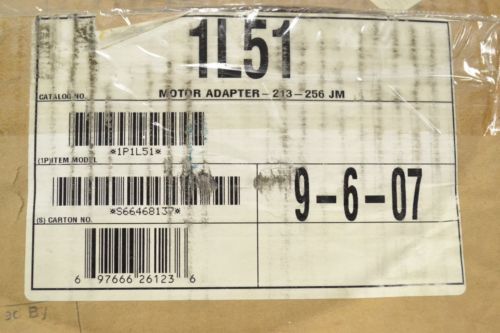 1L51
CATALOG NO. MOTOR ADAPTER - 213 - 256 JM
*1P1L51*
(1P)ITEM MODEL
*S66468137*
9-6-07
(S) CARTON NO.
6 97666 26123 6
By